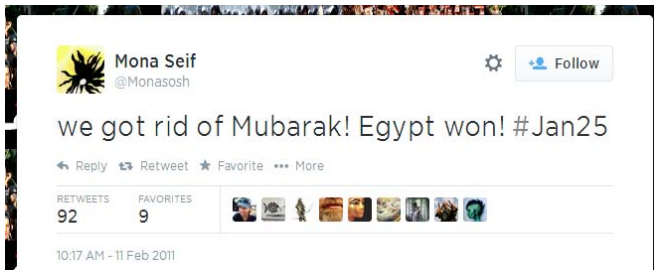 Mona Seif
@Monasosh
Follow
we got rid of Mubarak! Egypt won! #Jan25
Reply Retweet Favorite More
RETWEETS FAVORITES
92 9
10:17 AM - 11 Feb 2011